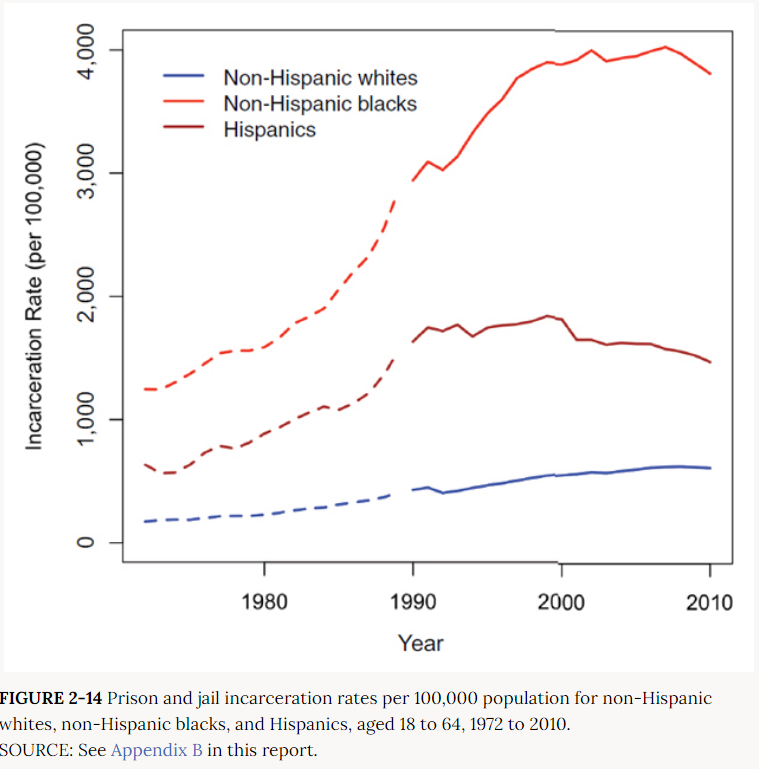 4,000
3,000
2,000
1,000
0
Incarceration Rate (per 100,000)
Non-Hispanic whites
Non-Hispanic blacks
Hispanics
1980
1990
2000
2010
Year
FIGURE 2-14 Prison and jail incarceration rates per 100,000 population for non-Hispanic
whites, non-Hispanic blacks, and Hispanics, aged 18 to 64, 1972 to 2010.
SOURCE: See Appendix B in this report.